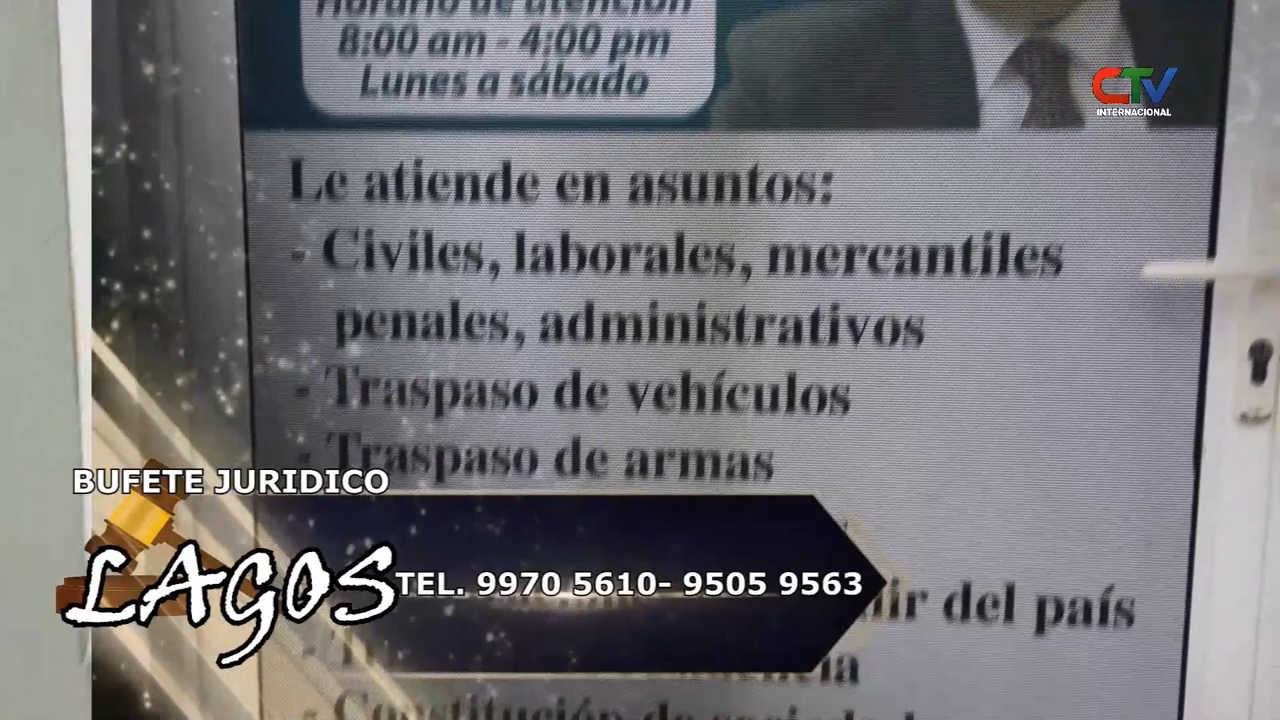 Horario de atención
8:00 am - 4:00 pm
Lunes a sábado
CTV
INTERNACIONAL
Le atiende en asuntos:
- Civiles, laborales, mercantiles
penales, administrativos
- Traspaso de vehículos
- Traspaso de armas
BUFETE JURIDICO
LAGOS
TEL. 9970 5610- 9505 9563
del país
- Constitución de